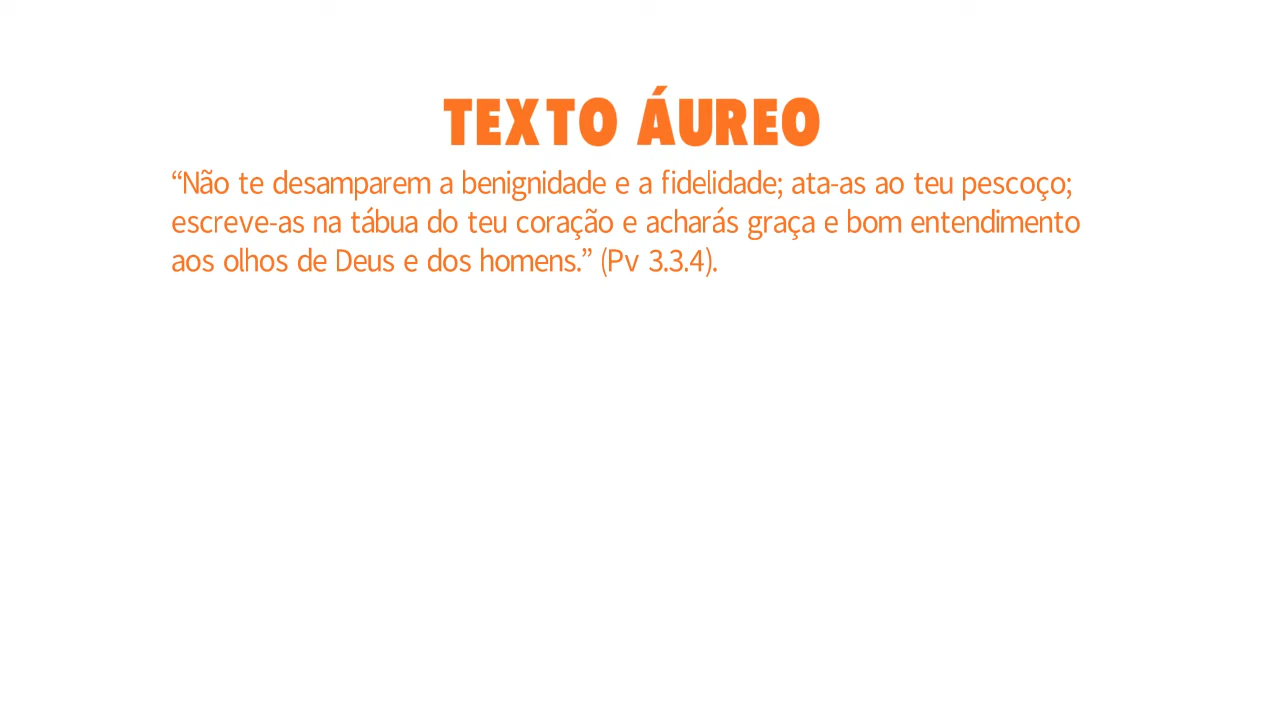 TEXTO ÁUREO
“Não te desamparem a benignidade e a fidelidade; ata-as ao teu pescoço;
escreve-as na tábua do teu coração e acharás graça e bom entendimento
aos olhos de Deus e dos homens.” (Pv 3.3.4).